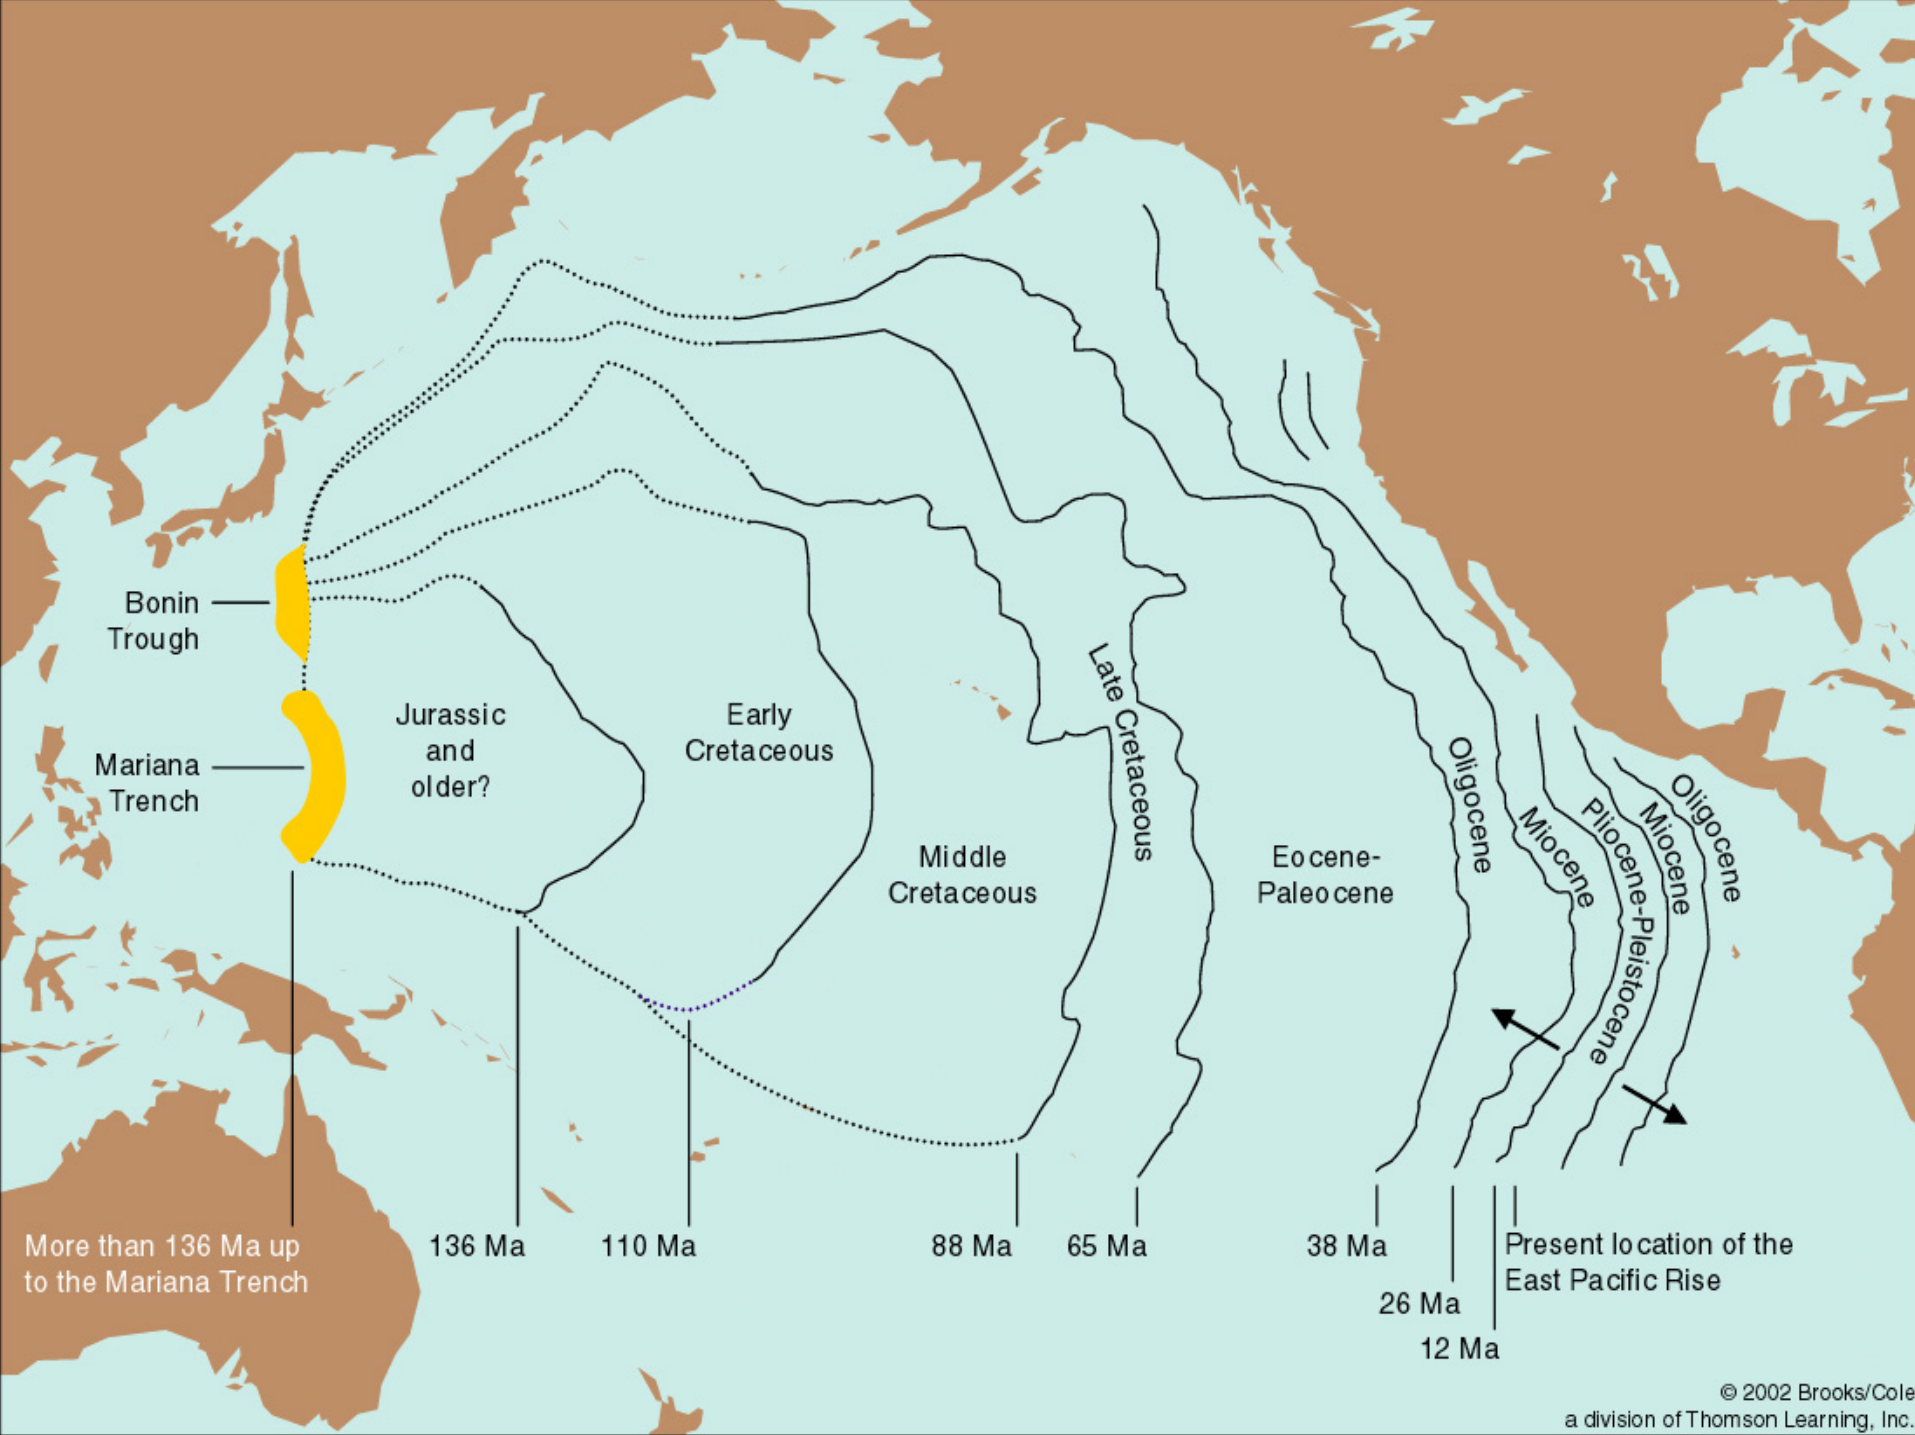 Bonin
Trough
Mariana
Trench
Jurassic
and
older?
Early
Cretaceous
Middle
Cretaceous
Late Cretaceous
Eocene-
Paleocene
Oligocene
Miocene
Pliocene-Pleistocene
Miocene
Oligocene
More than 136 Ma up
to the Mariana Trench
136 Ma
110 Ma
88 Ma
65 Ma
38 Ma
26 Ma
12 Ma
Present location of the
East Pacific Rise
© 2002 Brooks/Cole
a division of Thomson Learning, Inc.